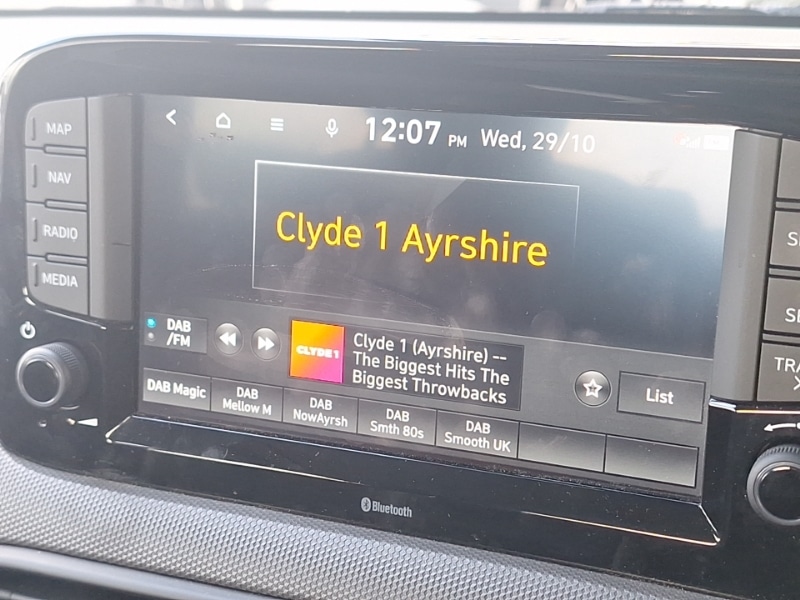 MAP
NAV
RADIO
MEDIA
12:07 PM Wed, 29/10
Clyde 1 Ayrshire
DAB
/FM
CLYDE 1
Clyde 1 (Ayrshire) --
The Biggest Hits The
Biggest Throwbacks
List
DAB Magic
DAB
Mellow M
DAB
NowAyrsh
DAB
Smth 80s
DAB
Smooth UK
Bluetooth
S
SE
TRA